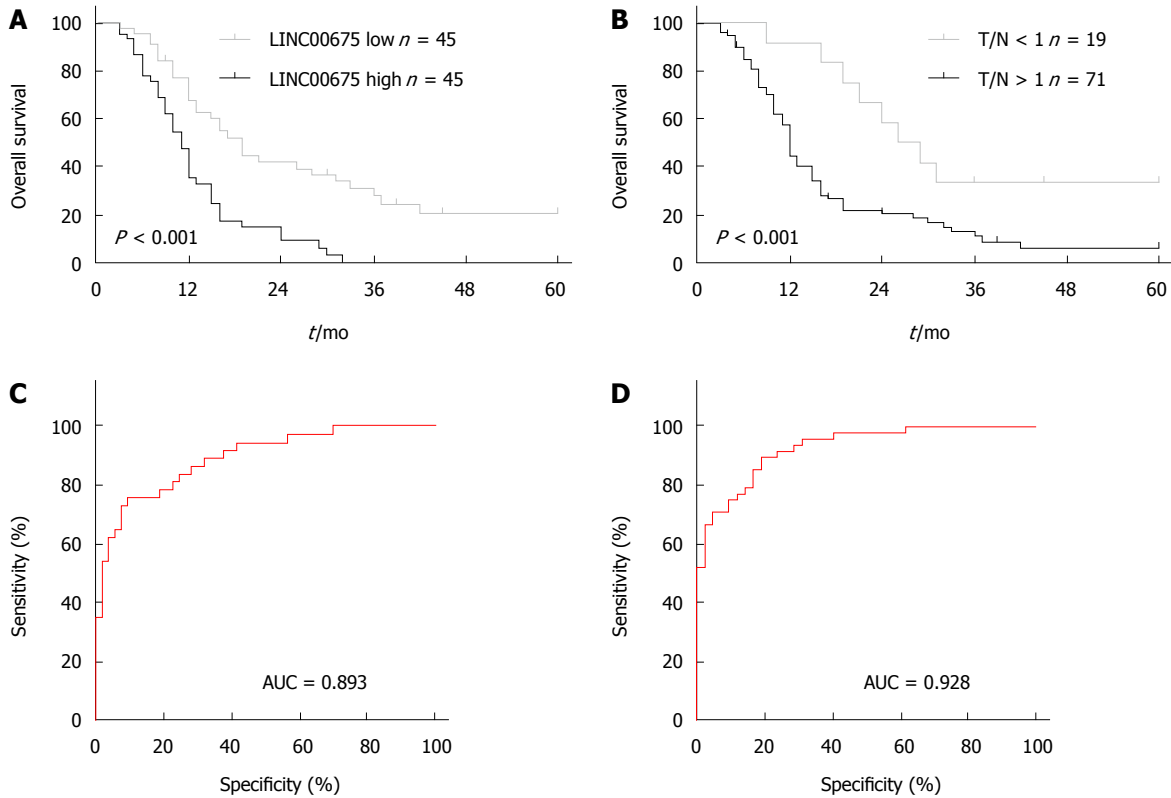 A
100
80
60
40
20
0
Overall survival
LINC00675 low n = 45
LINC00675 high n = 45
P < 0.001
0 12 24 36 48 60
t/mo
B
100
80
60
40
20
0
Overall survival
T/N < 1 n = 19
T/N > 1 n = 71
P < 0.001
0 12 24 36 48 60
t/mo
C
100
80
60
40
20
0
Sensitivity (%)
AUC = 0.893
0 20 40 60 80 100
Specificity (%)
D
100
80
60
40
20
0
Sensitivity (%)
AUC = 0.928
0 20 40 60 80 100
Specificity (%)